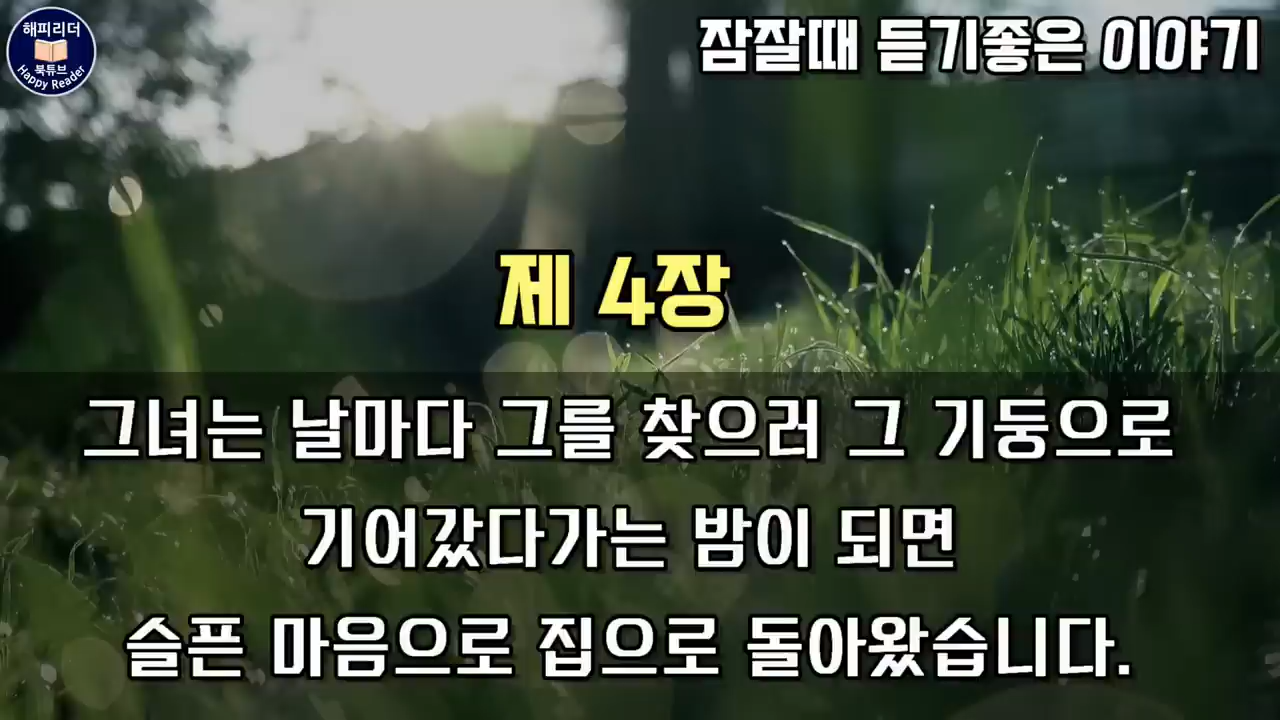 해피리더
북튜브
Happy Reader
잠잘때 듣기좋은 이야기
제 4장
그녀는 날마다 그를 찾으러 그 기둥으로
기어갔다가는 밤이 되면
슬픈 마음으로 집으로 돌아왔습니다.